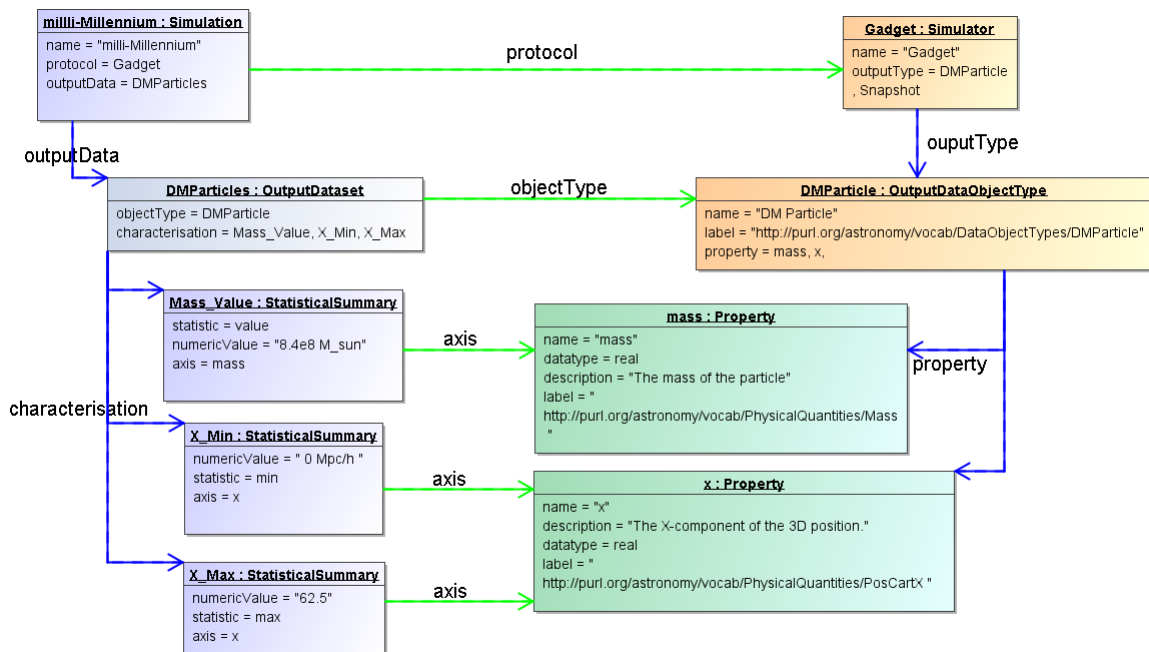 millli-Millennium : Simulation
name = "milli-Millennium"
protocol = Gadget
outputData = DMParticles
protocol
Gadget : Simulator
name = "Gadget"
outputType = DMParticle
, Snapshot
outputData
ouputType
DMParticles : OutputDataset
objectType = DMParticle
characterisation = Mass_Value, X_Min, X_Max
objectType
DMParticle : OutputDataObjectType
name = "DM Particle"
label = "http://purl.org/astronomy/vocab/DataObjectTypes/DMParticle"
property = mass, x,
Mass_Value : StatisticalSummary
statistic = value
numericValue = "8.4e8 M_sun"
axis = mass
axis
mass : Property
name = "mass"
datatype = real
description = "The mass of the particle"
label = "
http://purl.org/astronomy/vocab/PhysicalQuantities/Mass
"
property
characterisation
X_Min : StatisticalSummary
numericValue = " 0 Mpc/h "
statistic = min
axis = x
axis
x : Property
name = "x"
description = "The X-component of the 3D position."
datatype = real
label = "
http://purl.org/astronomy/vocab/PhysicalQuantities/PosCartX "
X_Max : StatisticalSummary
numericValue = "62.5"
statistic = max
axis = x
axis